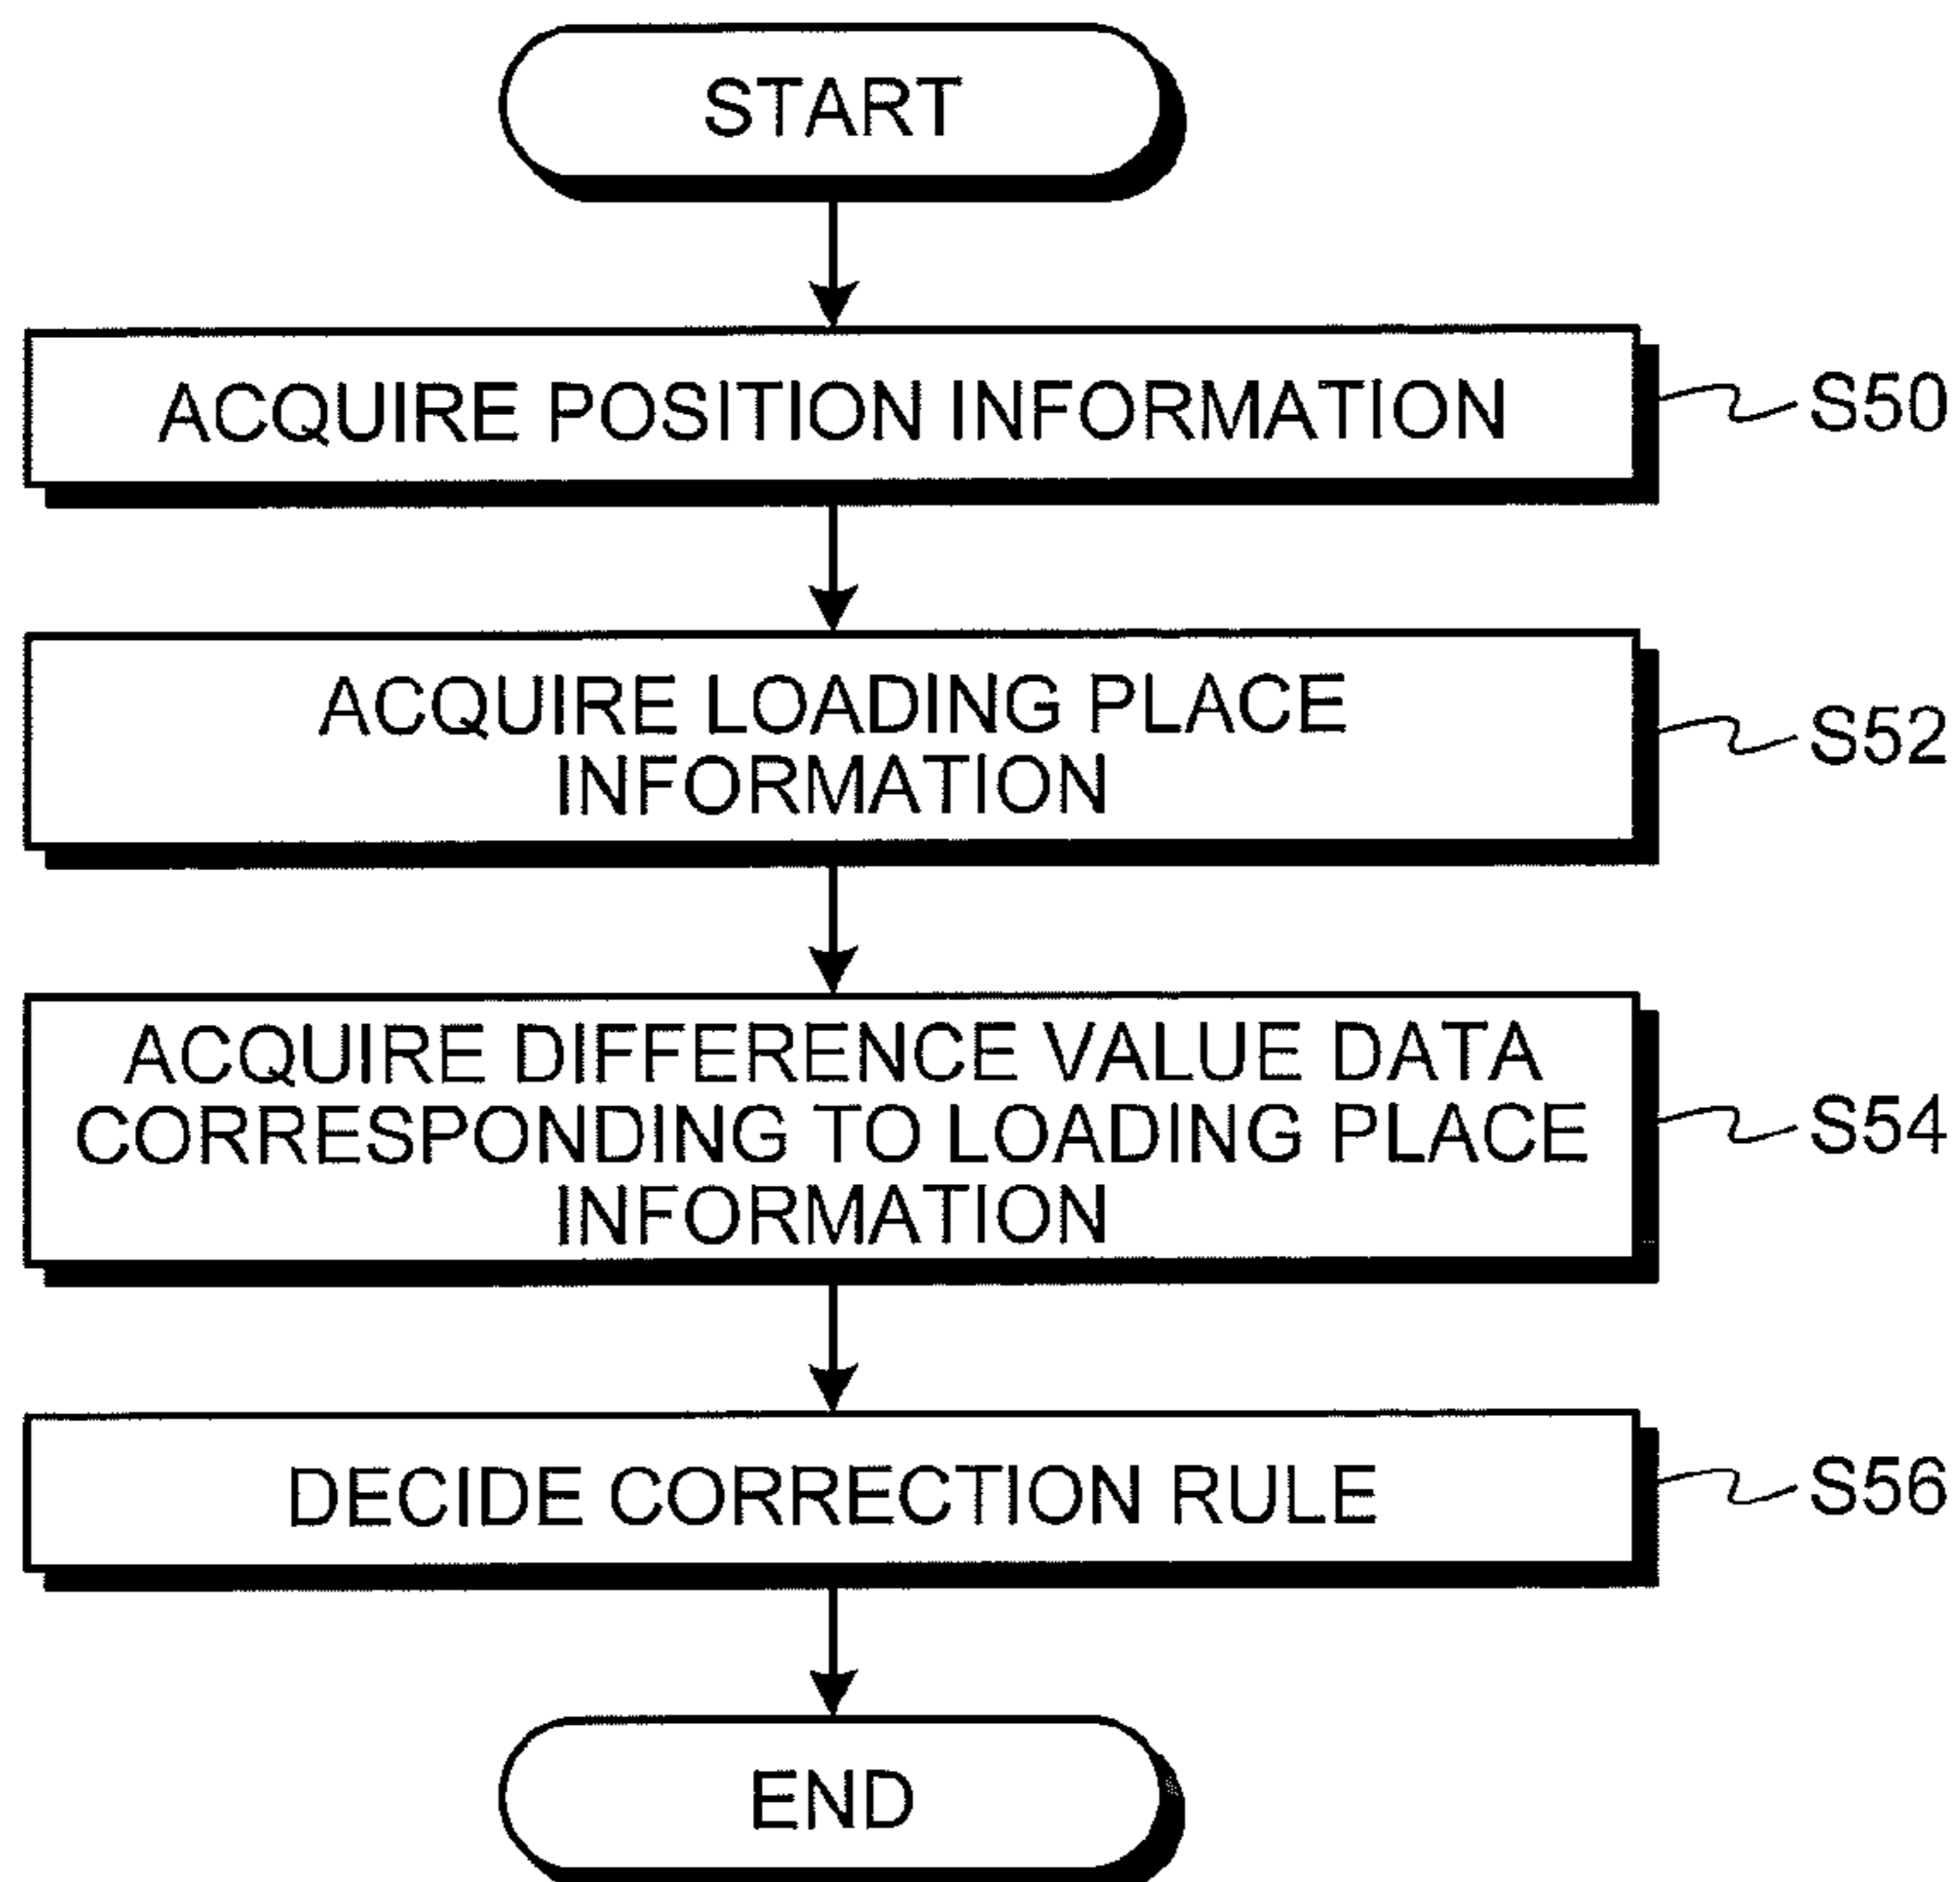 START
ACQUIRE POSITION INFORMATION
S50
ACQUIRE LOADING PLACE
INFORMATION
S52
ACQUIRE DIFFERENCE VALUE DATA
CORRESPONDING TO LOADING PLACE
INFORMATION
S54
DECIDE CORRECTION RULE
S56
END